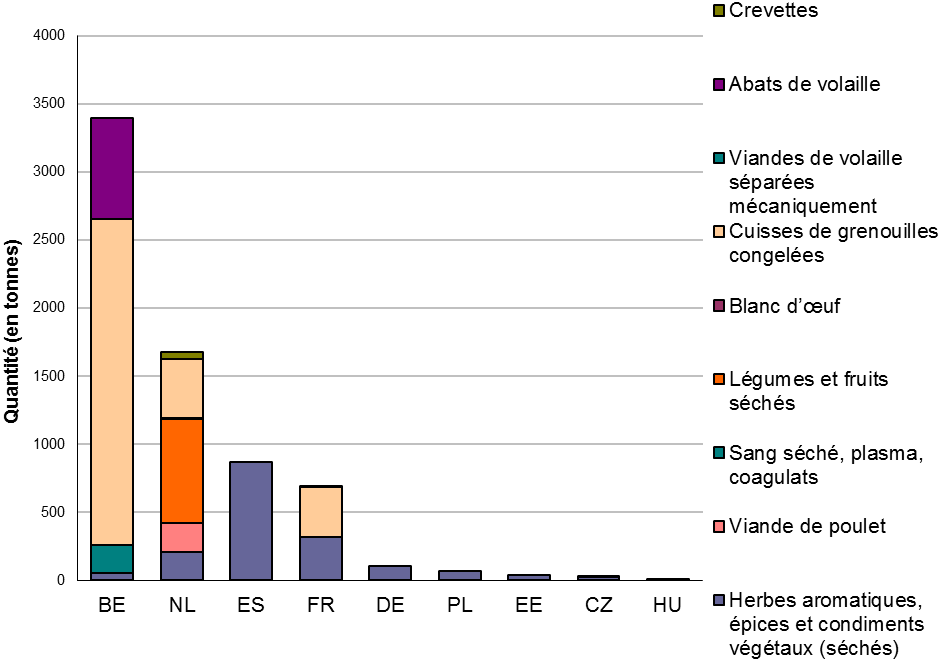 Crevettes
4000
3500
Abats de volaille
3000
Viandes de volaille
séparées
mécaniquement
2500
Cuisses de grenouilles
congelées
2000
Blanc d’œuf
1500
Légumes et fruits
séchés
1000
Sang séché, plasma,
coagulats
500
Viande de poulet
0
Herbes aromatiques,
épices et condiments
végétaux (séchés)
Quantité (en tonnes)
BE NL ES FR DE PL EE CZ HU